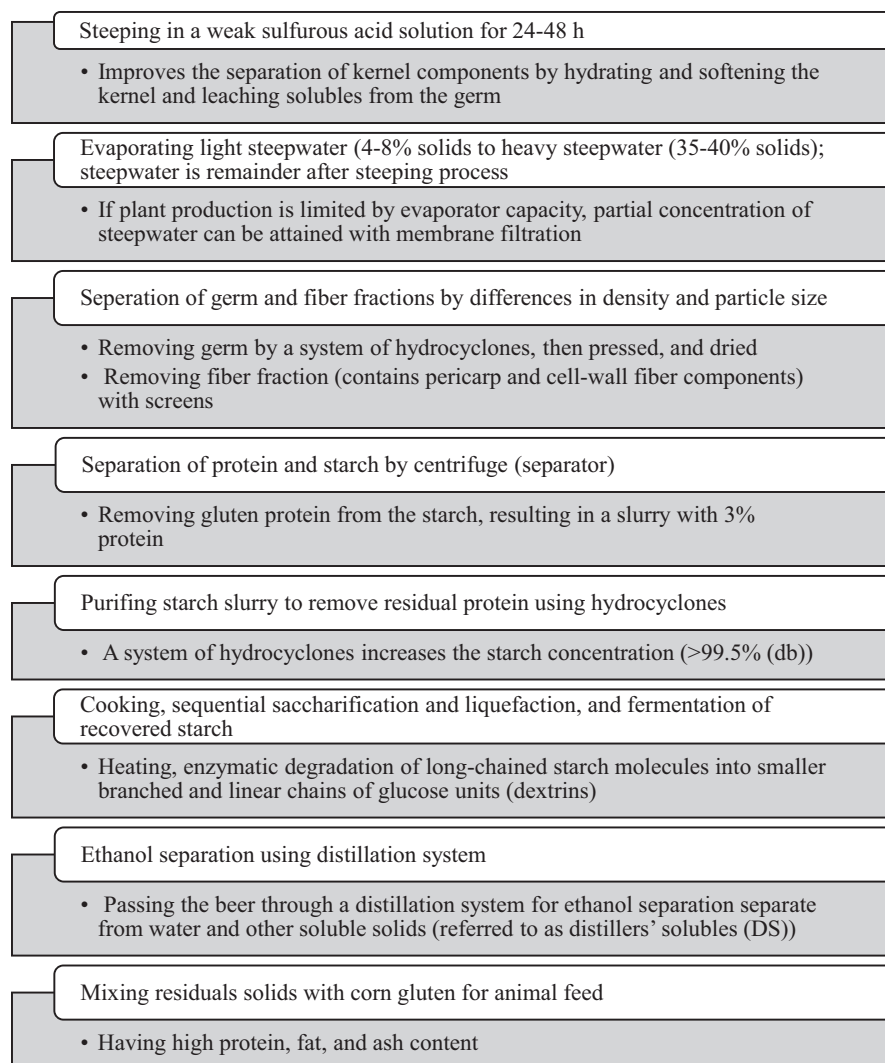 Steeping in a weak sulfurous acid solution for 24-48 h
• Improves the separation of kernel components by hydrating and softening the
kernel and leaching solubles from the germ
Evaporating light steepwater (4-8% solids to heavy steepwater (35-40% solids);
steepwater is remainder after steeping process
• If plant production is limited by evaporator capacity, partial concentration of
steepwater can be attained with membrane filtration
Seperation of germ and fiber fractions by differences in density and particle size
• Removing germ by a system of hydrocyclones, then pressed, and dried
• Removing fiber fraction (contains pericarp and cell-wall fiber components)
with screens
Separation of protein and starch by centrifuge (separator)
• Removing gluten protein from the starch, resulting in a slurry with 3%
protein
Purifing starch slurry to remove residual protein using hydrocyclones
• A system of hydrocyclones increases the starch concentration (>99.5% (db))
Cooking, sequential saccharification and liquefaction, and fermentation of
recovered starch
• Heating, enzymatic degradation of long-chained starch molecules into smaller
branched and linear chains of glucose units (dextrins)
Ethanol separation using distillation system
• Passing the beer through a distillation system for ethanol separation separate
from water and other soluble solids (referred to as distillers’ solubles (DS))
Mixing residuals solids with corn gluten for animal feed
• Having high protein, fat, and ash content